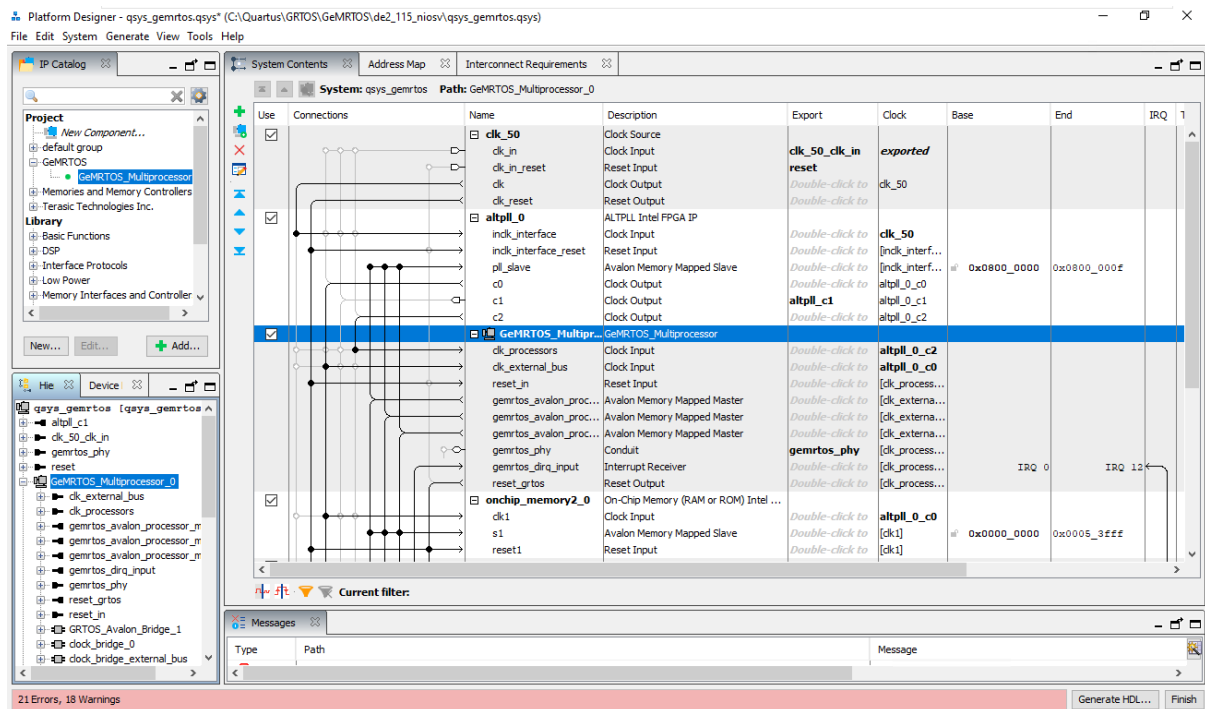 Platform Designer - qsys_gemrtos.qsys* (C:\Quartus\GRTOS\GeMRTOS\de2_115_niosv\qsys_gemrtos.qsys)
File Edit System Generate View Tools Help
IP Catalog
Project
New Component...
default group
GeMRTOS
GeMRTOS_Multiprocessor
Memories and Memory Controllers
Terasic Technologies Inc.
Library
Basic Functions
DSP
Interface Protocols
Low Power
Memory Interfaces and Controller
New... Edit... Add...
Hie Device
qsys_gemrtos [qsys_gemrtos
altpll_c1
clk_50_clk_in
gemrtos_phy
reset
GeMRTOS_Multiprocessor_0
clk_external_bus
clk_processors
gemrtos_avalon_processor_m
gemrtos_avalon_processor_m
gemrtos_avalon_processor_m
gemrtos_dirq_input
gemrtos_phy
reset_grtos
reset_in
GRTOS_Avalon_Bridge_1
clock_bridge_0
clock_bridge_external_bus
System Contents Address Map Interconnect Requirements
System: qsys_gemrtos Path: GeMRTOS_Multiprocessor_0
Use Connections Name Description Export Clock Base End IRQ
clk_50 Clock Source
clk_in Clock Input clk_50_clk_in exported
clk_in_reset Reset Input reset
clk Clock Output Double-click to clk_50
clk_reset Reset Output Double-click to
altpll_0 ALTPLL Intel FPGA IP
inclk_interface Clock Input Double-click to clk_50
inclk_interface_reset Reset Input Double-click to [inclk_interf...
pll_slave Avalon Memory Mapped Slave Double-click to [inclk_interf... 0x0800_0000 0x0800_000f
c0 Clock Output Double-click to altpll_0_c0
c1 Clock Output altpll_c1 altpll_0_c1
c2 Clock Output Double-click to altpll_0_c2
GeMRTOS_Multipr... GeMRTOS_Multiprocessor
clk_processors Clock Input Double-click to altpll_0_c2
clk_external_bus Clock Input Double-click to altpll_0_c0
reset_in Reset Input Double-click to [clk_process...
gemrtos_avalon_proc... Avalon Memory Mapped Master Double-click to [clk_externa...
gemrtos_avalon_proc... Avalon Memory Mapped Master Double-click to [clk_externa...
gemrtos_avalon_proc... Avalon Memory Mapped Master Double-click to [clk_externa...
gemrtos_phy Conduit gemrtos_phy [clk_process...
gemrtos_dirq_input Interrupt Receiver Double-click to [clk_process... IRQ 0 IRQ 12
reset_grtos Reset Output Double-click to [clk_process...
onchip_memory2_0 On-Chip Memory (RAM or ROM) Intel ...
clk1 Clock Input Double-click to altpll_0_c0
s1 Avalon Memory Mapped Slave Double-click to [clk1] 0x0000_0000 0x0005_3fff
reset1 Reset Input Double-click to [clk1]
Current filter:
Messages
Type Path Message
21 Errors, 18 Warnings
Generate HDL... Finish